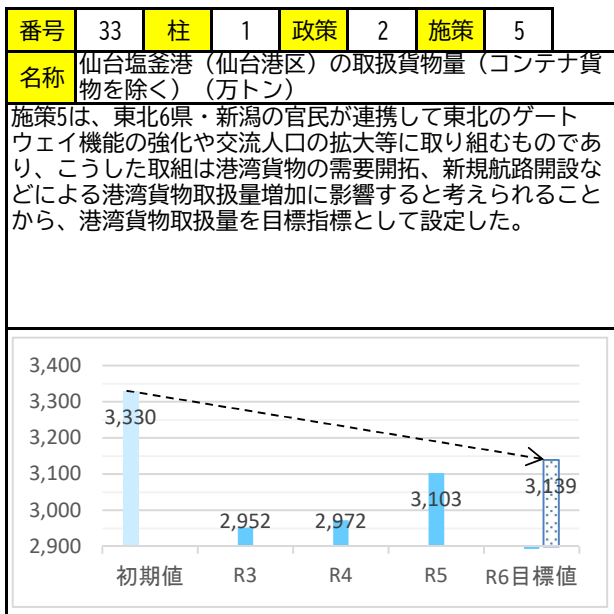 番号 33 柱 1 政策 2 施策 5
名称 仙台塩釜港（仙台港区）の取扱貨物量（コンテナ貨
物を除く）（万トン）
施策5は、東北6県・新潟の官民が連携して東北のゲート
ウェイ機能の強化や交流人口の拡大等に取り組むものであ
り、こうした取組は港湾貨物の需要開拓、新規航路開設な
どによる港湾貨物取扱量増加に影響すると考えられること
から、港湾貨物取扱量を目標指標として設定した。
3,400
3,300
3,200
3,100
3,000
2,900
3,330
2,952
2,972
3,103
3,139
初期値 R3 R4 R5 R6目標値